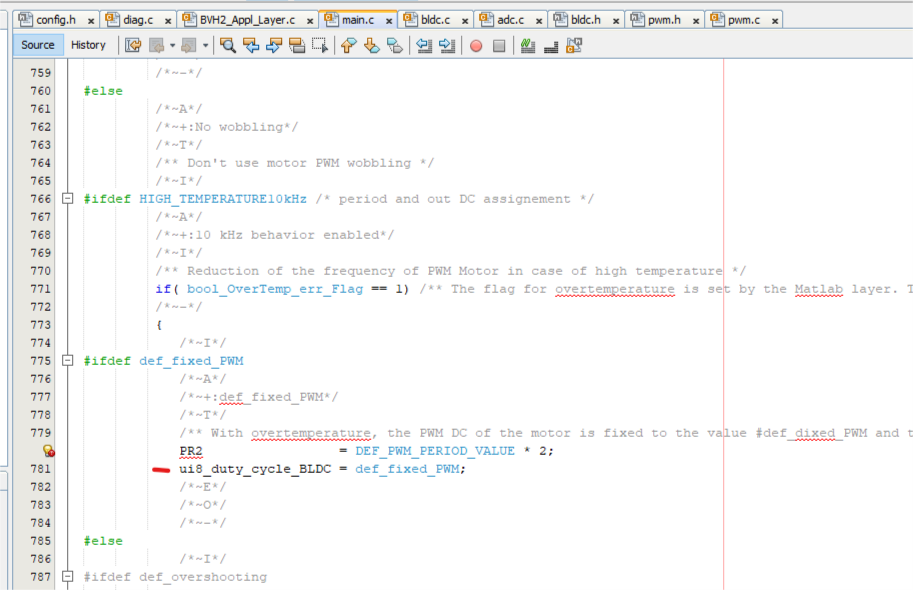 config.h x diag.c x BVH2_Appl_Layer.c x main.c x bldc.c x adc.c x bldc.h x pwm.h x pwm.c x
Source History
759 /*~-*/
760 #else
761 /*~A*/
762 /*~+:No wobbling*/
763 /*~T*/
764 /** Don't use motor PWM wobbling */
765 /*~I*/
766 #ifdef HIGH_TEMPERATURE10kHz /* period and out DC assignement */
767 /*~A*/
768 /*~+:10 kHz behavior enabled*/
769 /*~I*/
770 /** Reduction of the frequency of PWM Motor in case of high temperature */
771 if( bool_OverTemp_err_Flag == 1) /** The flag for overtemperature is set by the Matlab layer. T
772 /*~-*/
773 {
774 /*~I*/
775 #ifdef def_fixed_PWM
776 /*~A*/
777 /*~+:def_fixed_PWM*/
778 /*~T*/
779 /** With overtemperature, the PWM DC of the motor is fixed to the value #def_dixed_PWM and t
PR2 = DEF_PWM_PERIOD_VALUE * 2;
781 ui8_duty_cycle_BLDC = def_fixed_PWM;
782 /*~E*/
783 /*~O*/
784 /*~-*/
785 #else
786 /*~I*/
787 #ifdef def_overshooting